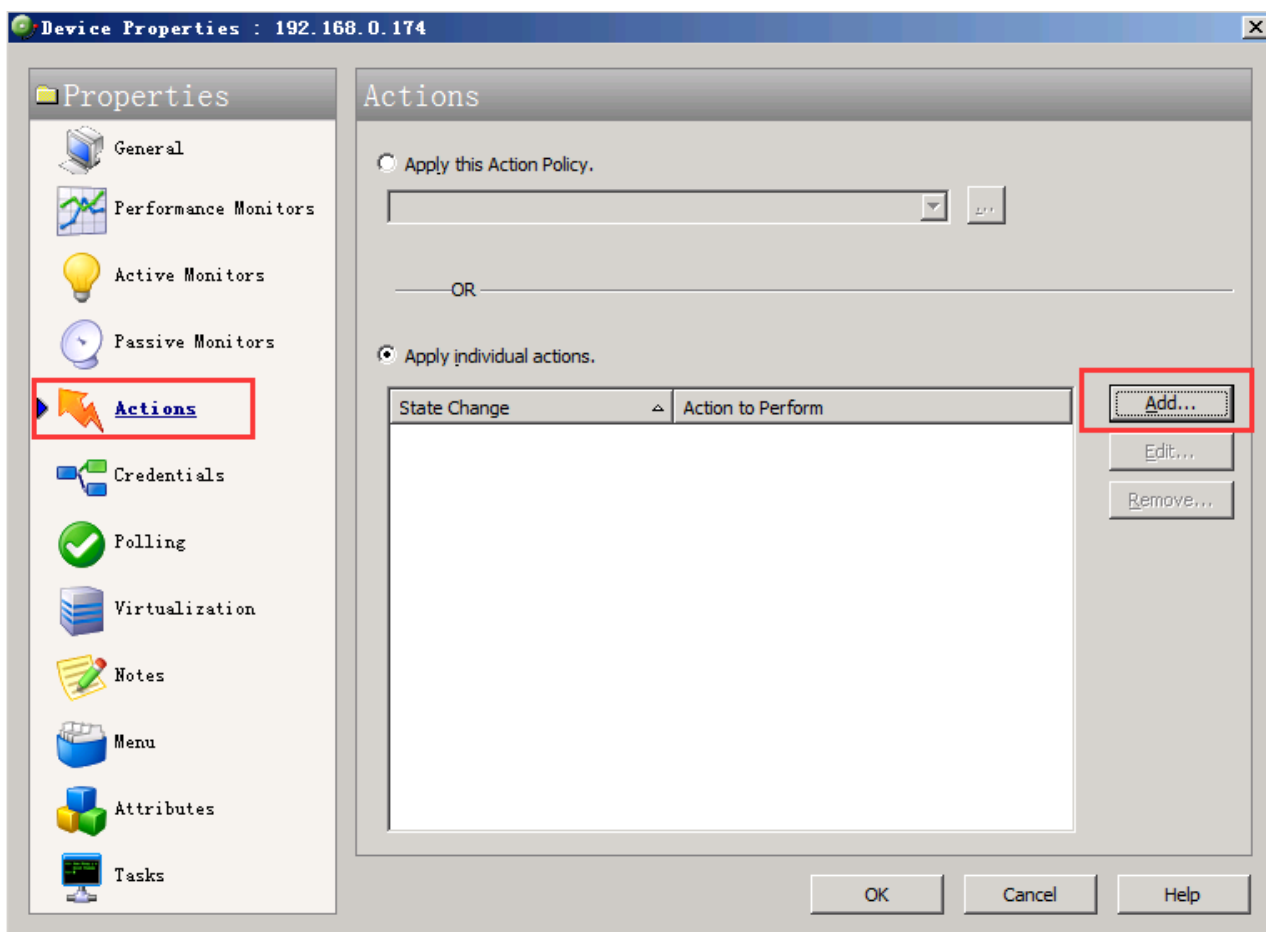 Device Properties : 192.168.0.174
Properties
General
Performance Monitors
Active Monitors
Passive Monitors
Actions
Credentials
Polling
Virtualization
Notes
Menu
Attributes
Tasks
Actions
Apply this Action Policy.
...
OR
Apply individual actions.
State Change Action to Perform
Add...
Edit...
Remove...
OK Cancel Help